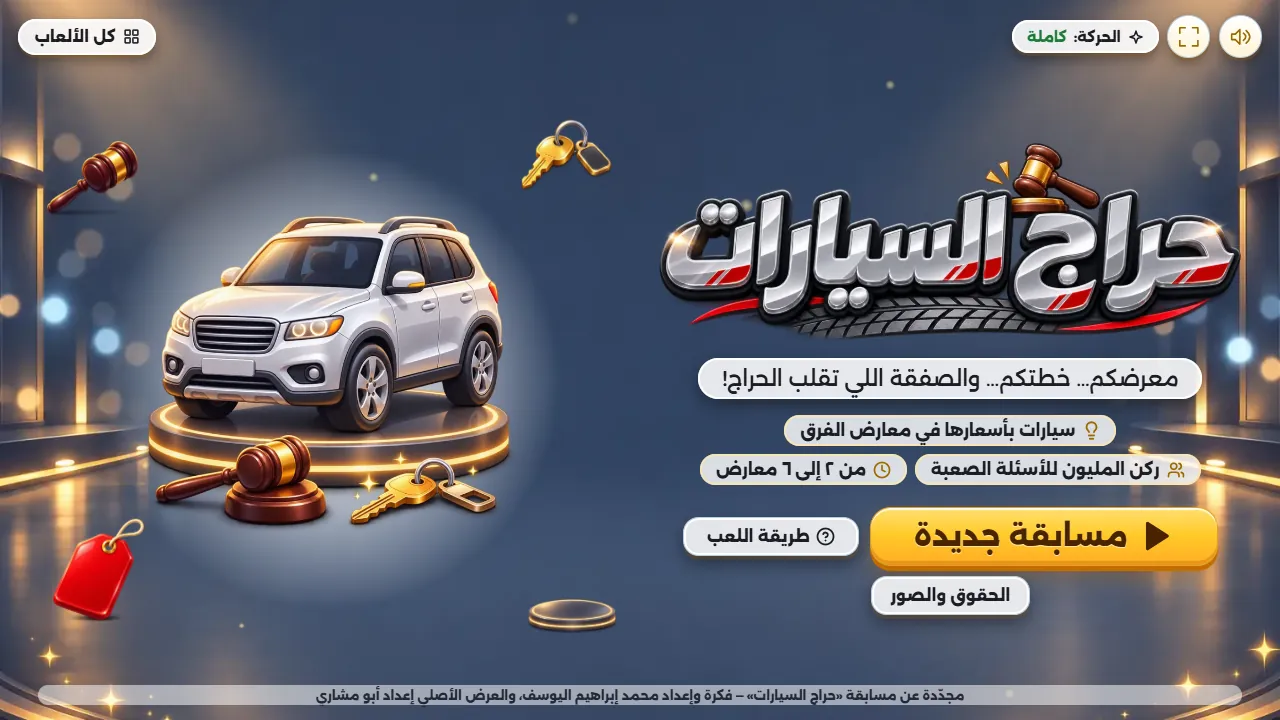 الحركة: كاملة
كل الألعاب
حراج السيارات
معرضكم... خطتكم... والصفقة اللي تقلب الحراج!
سيارات بأسعارها في معارض الفرق
ركن المليون للأسئلة الصعبة
من ٢ إلى ٦ معارض
مسابقة جديدة
طريقة اللعب
الحقوق والصور
مجدّدة عن مسابقة «حراج السيارات» – فكرة وإعداد محمد إبراهيم اليوسف، والعرض الأصلي إعداد أبو مشاري